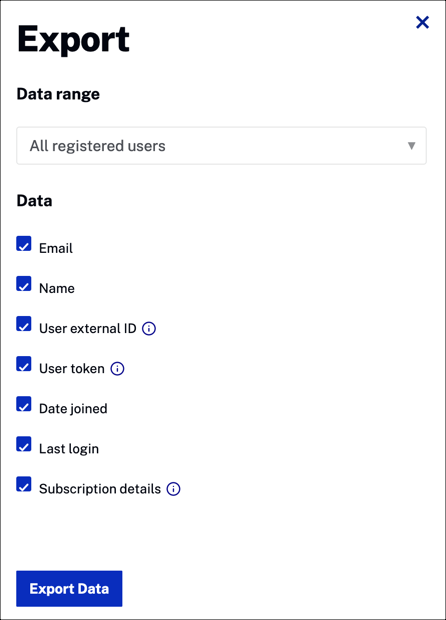 Export
Data range
All registered users
Data
Email
Name
User external ID
User token
Date joined
Last login
Subscription details
Export Data